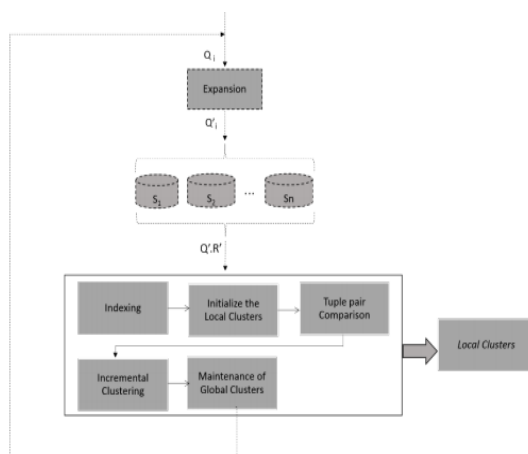 Q i
Expansion
Q' i
S1 S2 ... Sn
Q'.R'
Indexing
Initialize the
Local Clusters
Tuple pair
Comparison
Local Clusters
Incremental
Clustering
Maintenance of
Global Clusters